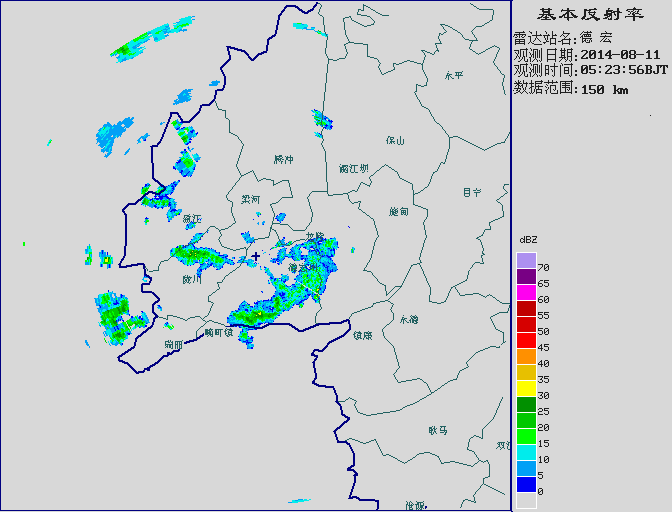 基本反射率
雷达站名:德 宏
观测日期:2014-08-11
观测时间:05:23:56BJT
数据范围:150 km
永平
保山
腾冲
潞江坝
昌宁
梁河
施甸
盈江
龙陵
陇川
瑞丽
畹町镇
镇康
永德
耿马
双江
沧源
dBZ
70
65
60
55
50
45
40
35
30
25
20
15
10
5
0